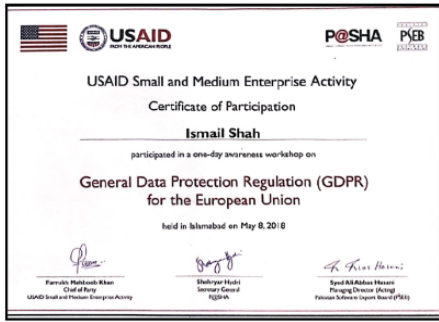 USAID
FROM THE AMERICAN PEOPLE
P@SHA
PSEB
USAID Small and Medium Enterprise Activity
Certificate of Participation
Ismail Shah
participated in a one-day awareness workshop on
General Data Protection Regulation (GDPR)
for the European Union
held in Islamabad on May 8, 2018
Farrukh Mahboob Khan
Chief of Party
USAID Small and Medium Enterprise Activity
Shehryar Hydri
Secretary General
P@SHA
Syed Ali Abbas Hasani
Managing Director (Acting)
Pakistan Software Export Board (PSEB)